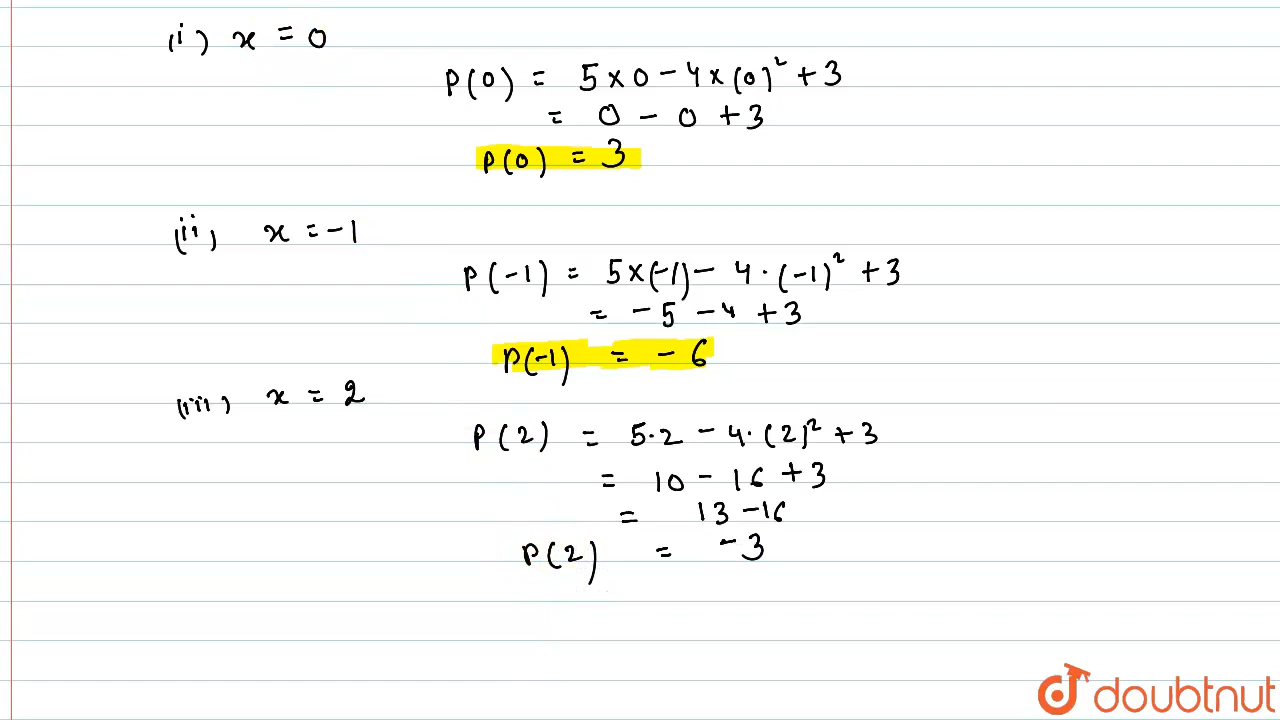 (i) x = 0
P(0) = 5×0 - 4×(0)² + 3
= 0 - 0 + 3
P(0) = 3
(ii) x = -1
P(-1) = 5×(-1) - 4·(-1)² + 3
= -5 - 4 + 3
P(-1) = -6
(iii) x = 2
P(2) = 5·2 - 4·(2)² + 3
= 10 - 16 + 3
= 13 - 16
P(2) = -3
doubtnut